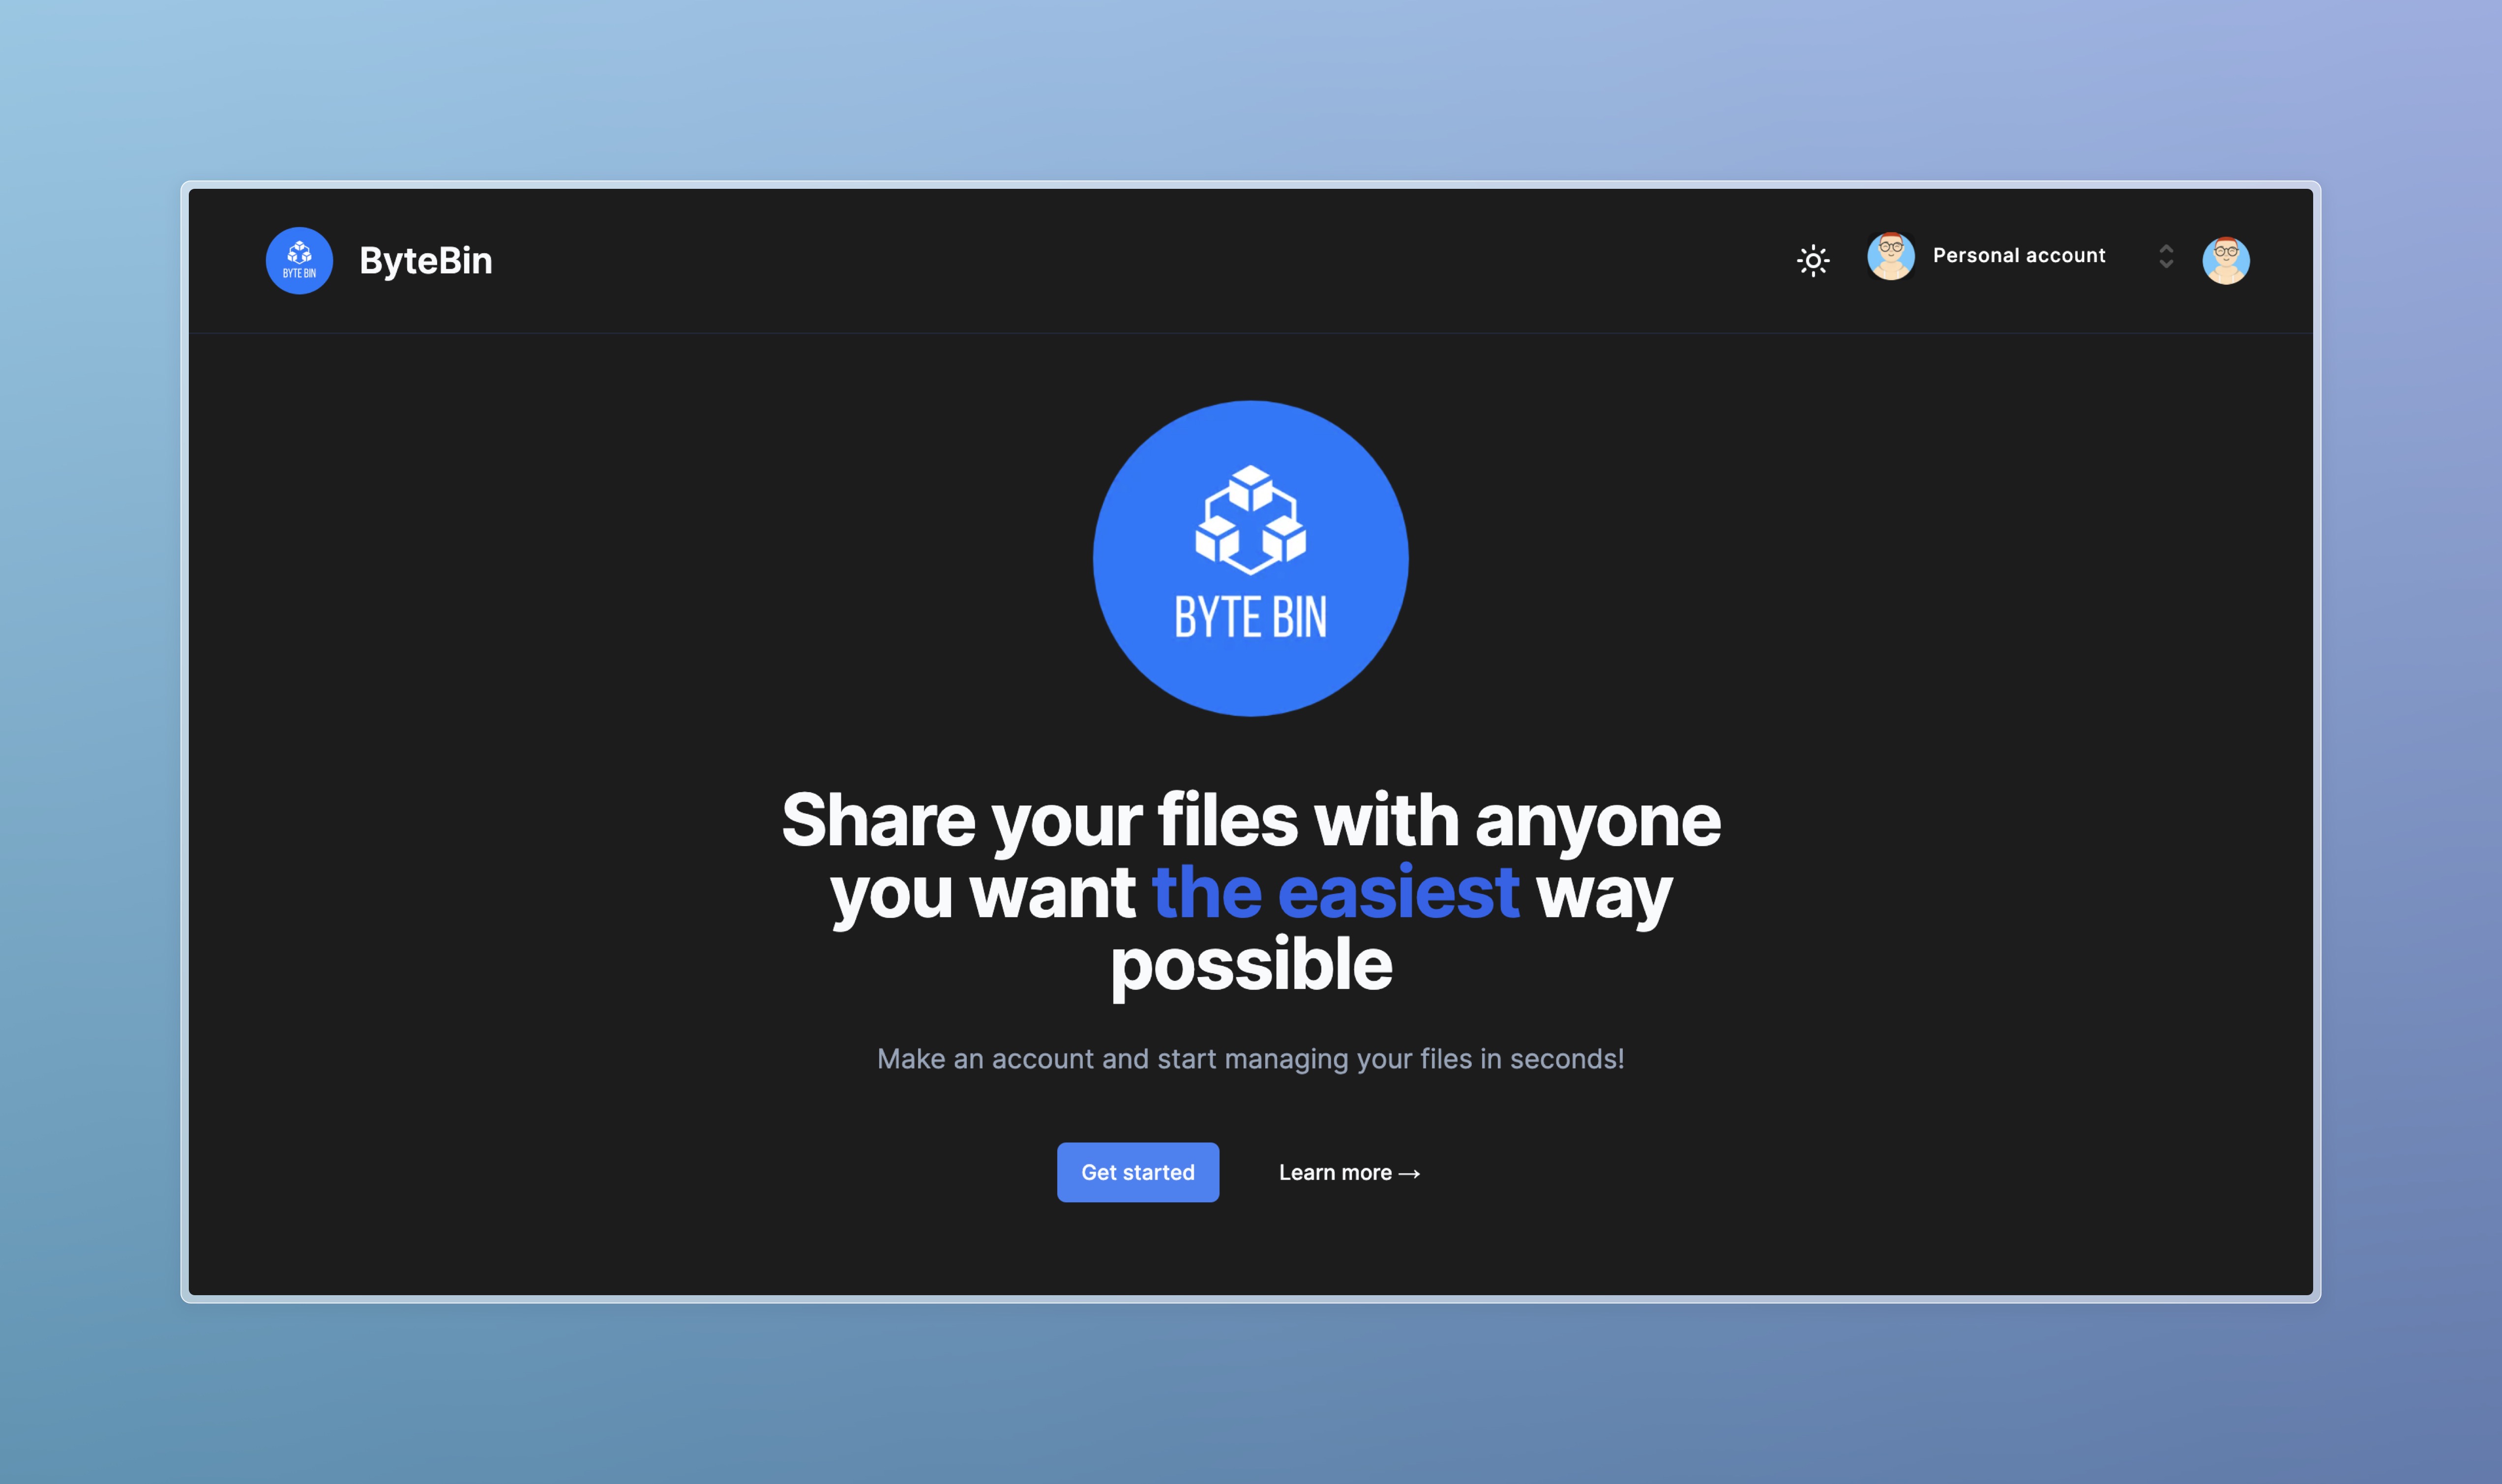 BYTE BIN
ByteBin
Personal account
BYTE BIN
Share your files with anyone
you want the easiest way
possible
Make an account and start managing your files in seconds!
Get started
Learn more →